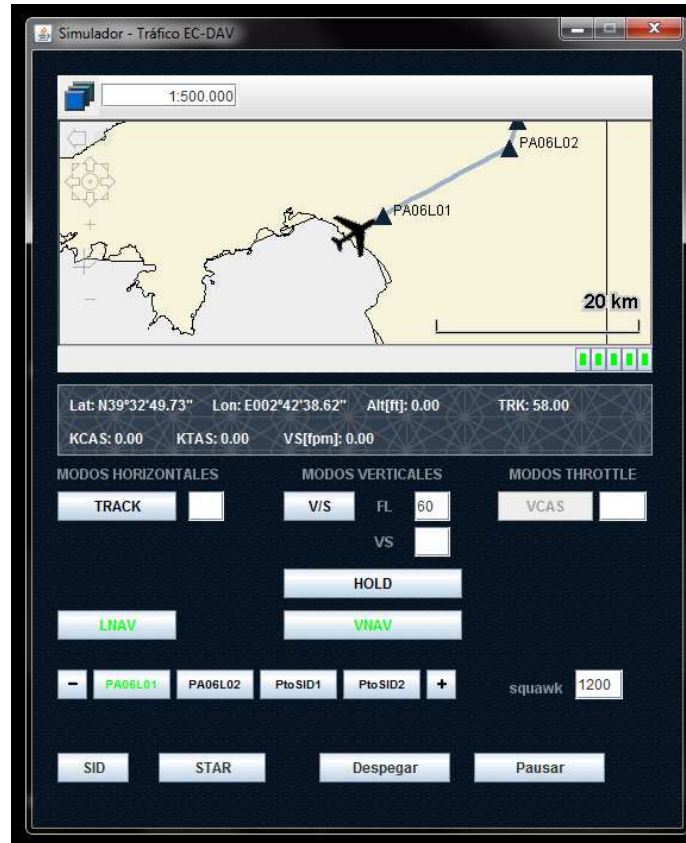 Simulador - Tráfico EC-DAV
1:500.000
PA06L02
PA06L01
20 km
Lat: N39°32'49.73" Lon: E002°42'38.62" Alt[ft]: 0.00 TRK: 58.00
KCAS: 0.00 KTAS: 0.00 VS[fpm]: 0.00
MODOS HORIZONTALES MODOS VERTICALES MODOS THROTTLE
TRACK V/S FL 60 VCAS
VS
HOLD
LNAV VNAV
- PA06L01 PA06L02 PtoSID1 PtoSID2 + squawk 1200
SID STAR Despegar Pausar